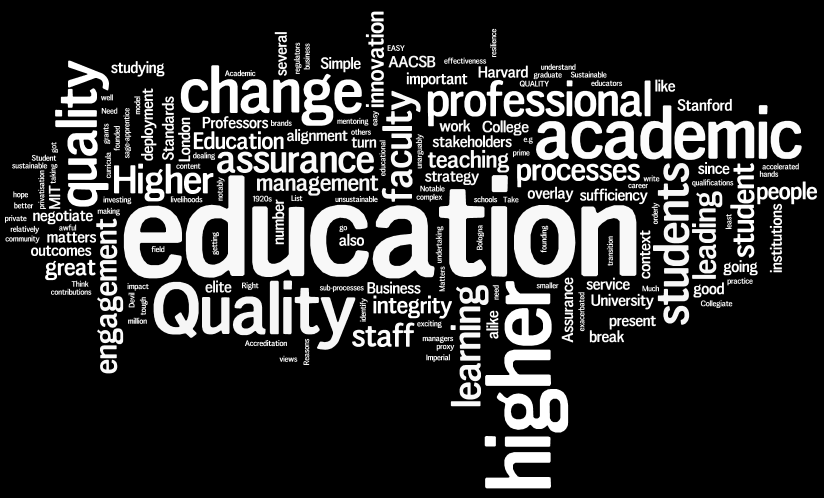 education
higher
Quality
change
academic
professional
quality
Higher
assurance
students
faculty
processes
staff
learning
engagement
leading
student
management
innovation
Education
teaching
integrity
people
great
Professors
London
Standards
deployment
studying
several
Simple
AACSB
important
Harvard
like
Stanford
alignment
turn
work
College
stakeholders
strategy
overlay
sufficiency
since
institutions
going
good
context
service
University
present
break
Assurance
alike
Business
elite
also
number
MIT
negotiate
matters
outcomes
EASY
effectiveness
resilience
understand
graduate
Sustainable
QUALITY
educators
regulators
business
Academic
well
Need
grants
founded
model
sage-apprentice
curricula
brands
mentoring
others
easy
educational
unarguably
content
dealing
notably
livelihoods
investing
making
got
taking
Student
sustainable
privatisation
hope
better
private
relatively
community
awful
Think
contributions
impact
Devil
tough
million
field
getting
1920s
List
unsustainable
go
Notable
complex
schools
Take
prime
e.g
career
write
qualifications
accelerated
hands
orderly
least
practice
Much
Collegiate
transition
founding
Bologna
undertaking
Matters
smaller
need
exacerbated
Right
sub-processes
identify
exciting
managers
proxy
Imperial
Accreditation
views
Reasons